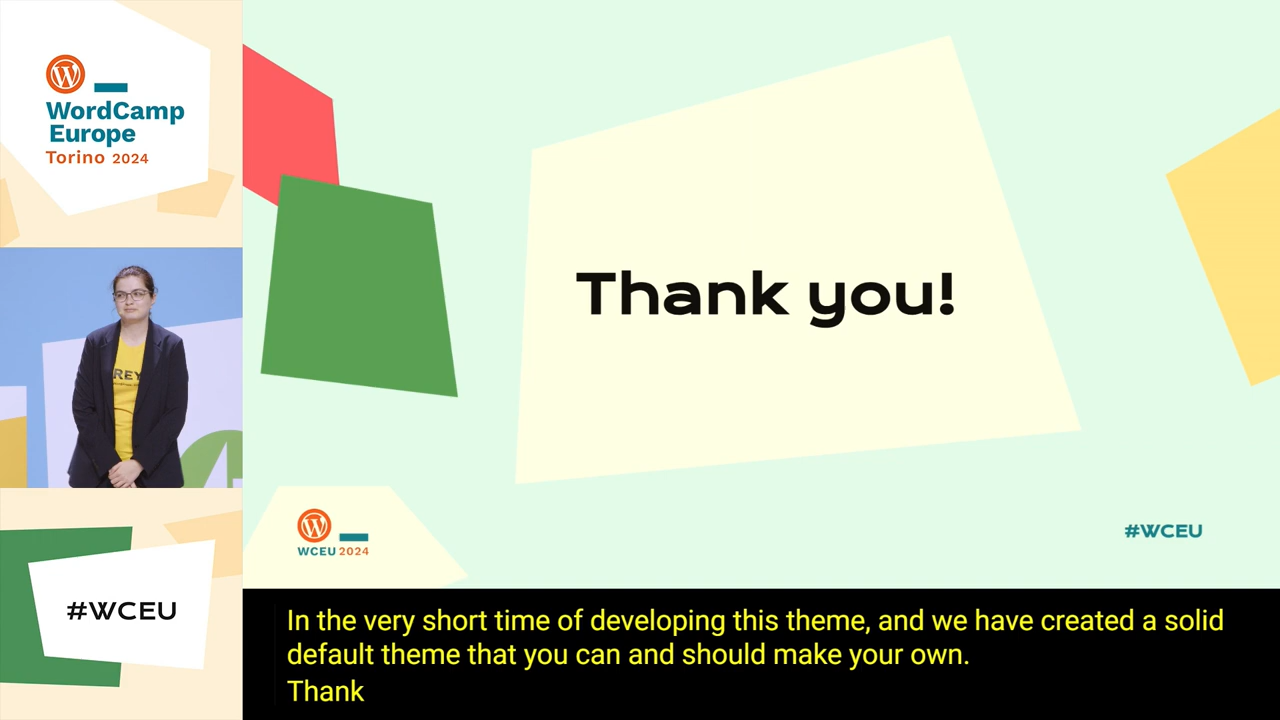 WordCamp
Europe
Torino 2024
REY
#WCEU
Thank you!
WCEU 2024
#WCEU
In the very short time of developing this theme, and we have created a solid
default theme that you can and should make your own.
Thank